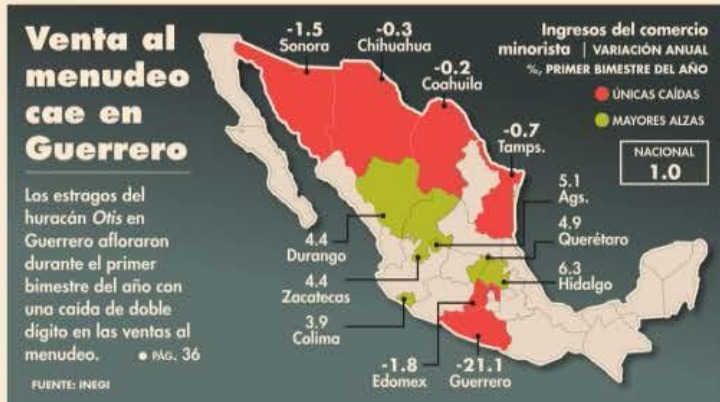 Venta al
menudeo
cae en
Guerrero
Los estragos del
huracán Otis en
Guerrero afloraron
durante el primer
bimestre del año con
una caída de doble
dígito en las ventas al
menudeo. ● PÁG. 36
FUENTE: INEGI
Ingresos del comercio
minorista | VARIACIÓN ANUAL
%, PRIMER BIMESTRE DEL AÑO
ÚNICAS CAÍDAS
MAYORES ALZAS
NACIONAL
1.0
-1.5
Sonora
-0.3
Chihuahua
-0.2
Coahuila
-0.7
Tamps.
5.1
Ags.
4.9
Querétaro
6.3
Hidalgo
4.4
Durango
4.4
Zacatecas
3.9
Colima
-1.8
Edomex
-21.1
Guerrero